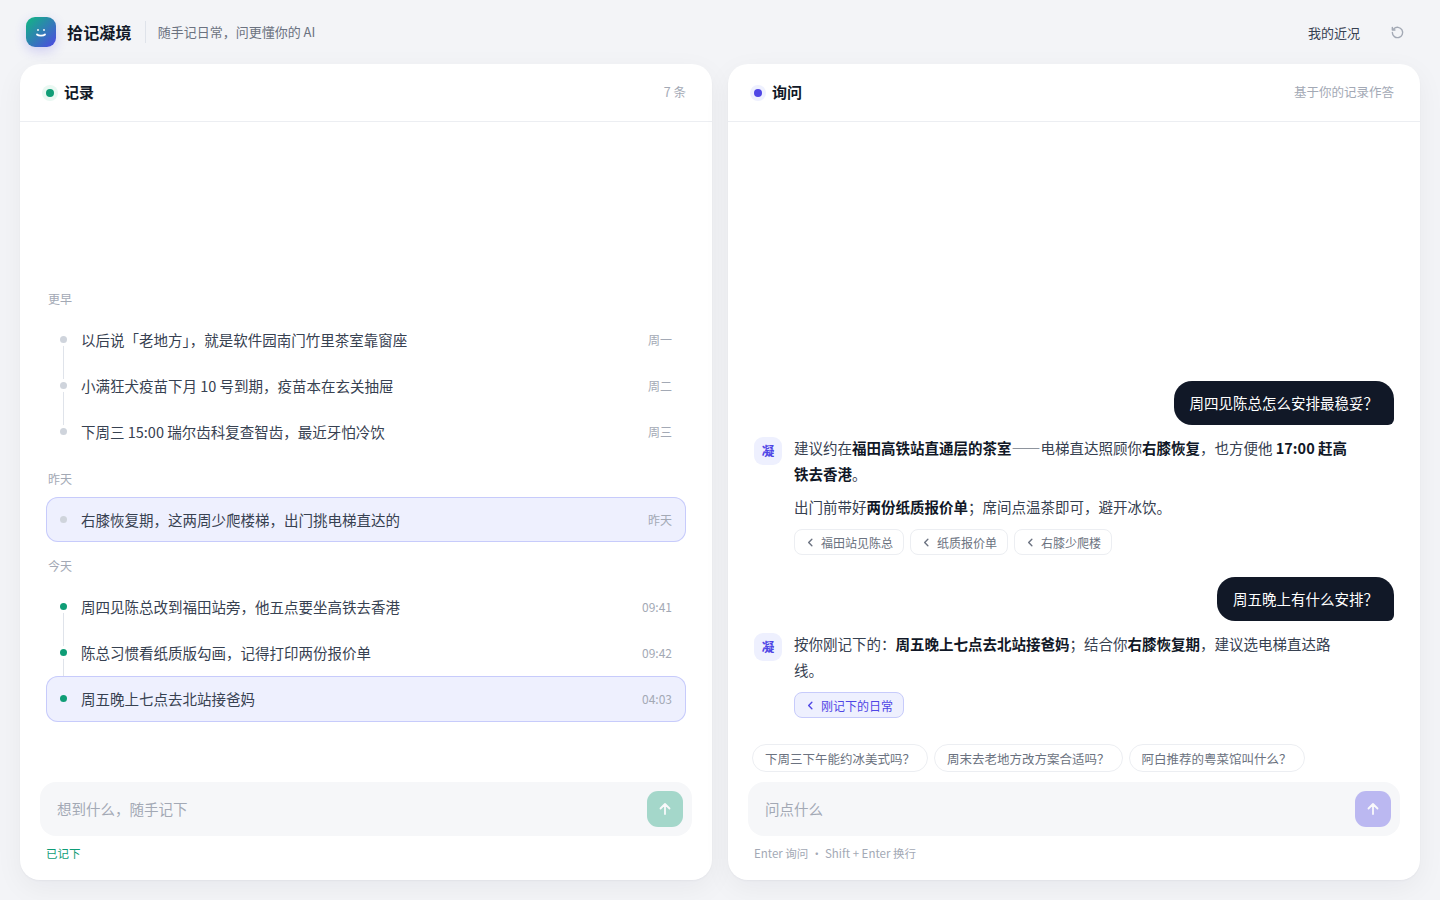 拾记凝境
随手记日常，问更懂你的 AI
我的近况
记录
7 条
更早
以后说「老地方」，就是软件园南门竹里茶室靠窗座
周一
小满狂犬疫苗下月 10 号到期，疫苗本在玄关抽屉
周二
下周三 15:00 瑞尔齿科复查智齿，最近牙怕冷饮
周三
昨天
右膝恢复期，这两周少爬楼梯，出门挑电梯直达的
昨天
今天
周四见陈总改到福田站旁，他五点要坐高铁去香港
09:41
陈总习惯看纸质版勾画，记得打印两份报价单
09:42
周五晚上七点去北站接爸妈
04:03
想到什么，随手记下
已记下
询问
基于你的记录作答
周四见陈总怎么安排最稳妥？
凝
建议约在福田高铁站直通层的茶室——电梯直达照顾你右膝恢复，也方便他 17:00 赶高
铁去香港。
出门前带好两份纸质报价单；席间点温茶即可，避开冰饮。
福田站见陈总
纸质报价单
右膝少爬楼
周五晚上有什么安排？
凝
按你刚记下的：周五晚上七点去北站接爸妈；结合你右膝恢复期，建议选电梯直达路
线。
刚记下的日常
下周三下午能约冰美式吗？
周末去老地方改方案合适吗？
阿白推荐的粤菜馆叫什么？
问点什么
Enter 询问 · Shift + Enter 换行